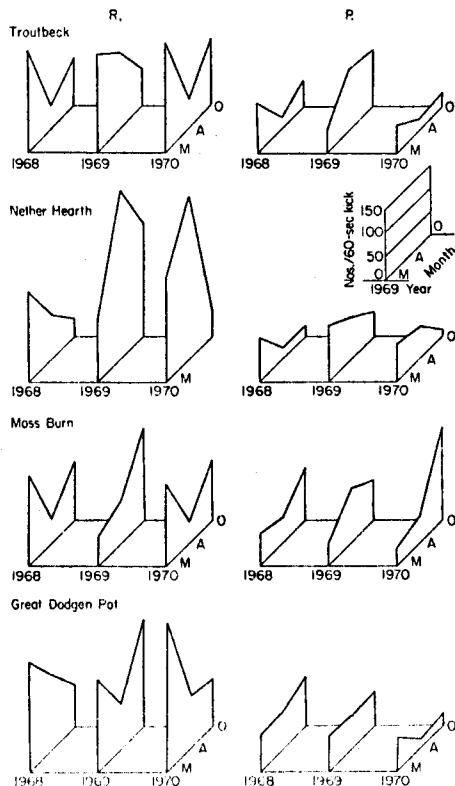 R. P.
Troutbeck
O O
A A
M M
1968 1969 1970 1968 1969 1970
Nether Hearth
Nos./60-sec kick
150
100
50
0
O
A
M
Month
1969 Year
O
A
M M
1968 1969 1970 1968 1969 1970
Moss Burn
O O
A A
M M
1968 1969 1970 1968 1969 1970
Great Dodgen Pot
O O
A A
M M
1968 1969 1970 1968 1969 1970